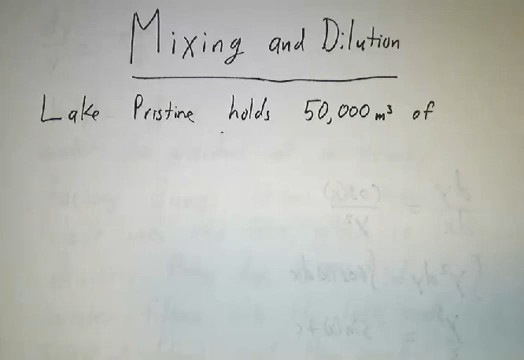 Mixing and Dilution
Lake Pristine holds 50,000 m³ of